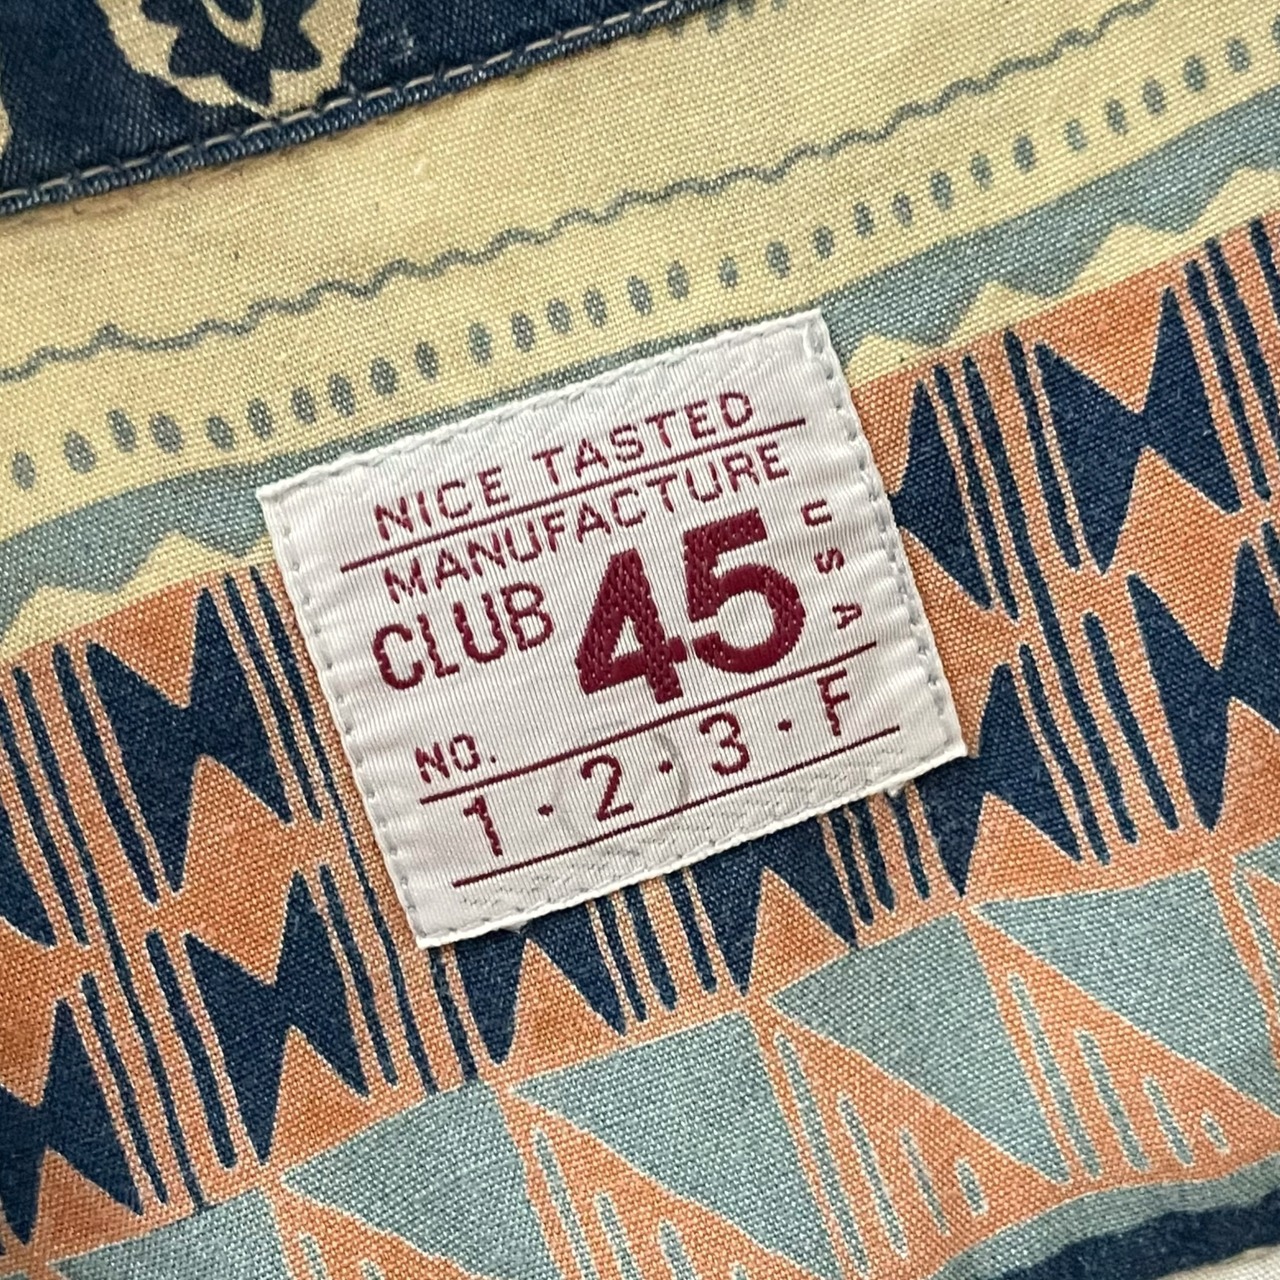 NICE TASTED
MANUFACTURE
CLUB 45 USA
NO.
1・2・3・F